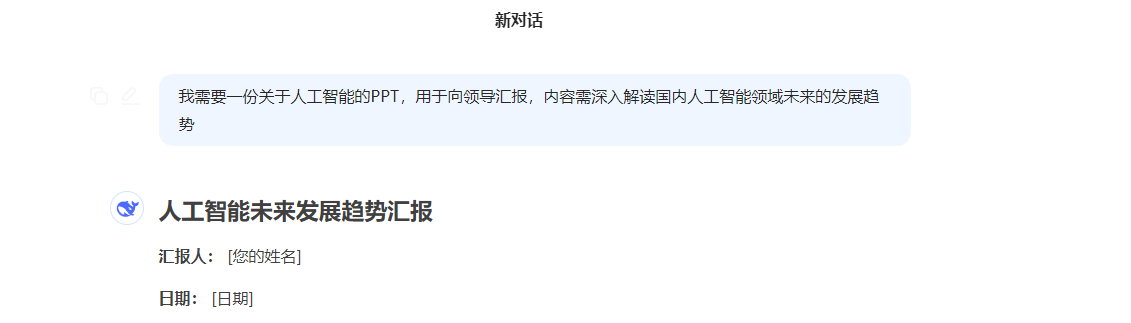 新对话
我需要一份关于人工智能的PPT，用于向领导汇报，内容需深入解读国内人工智能领域未来的发展趋
势
人工智能未来发展趋势汇报
汇报人： [您的姓名]
日期： [日期]